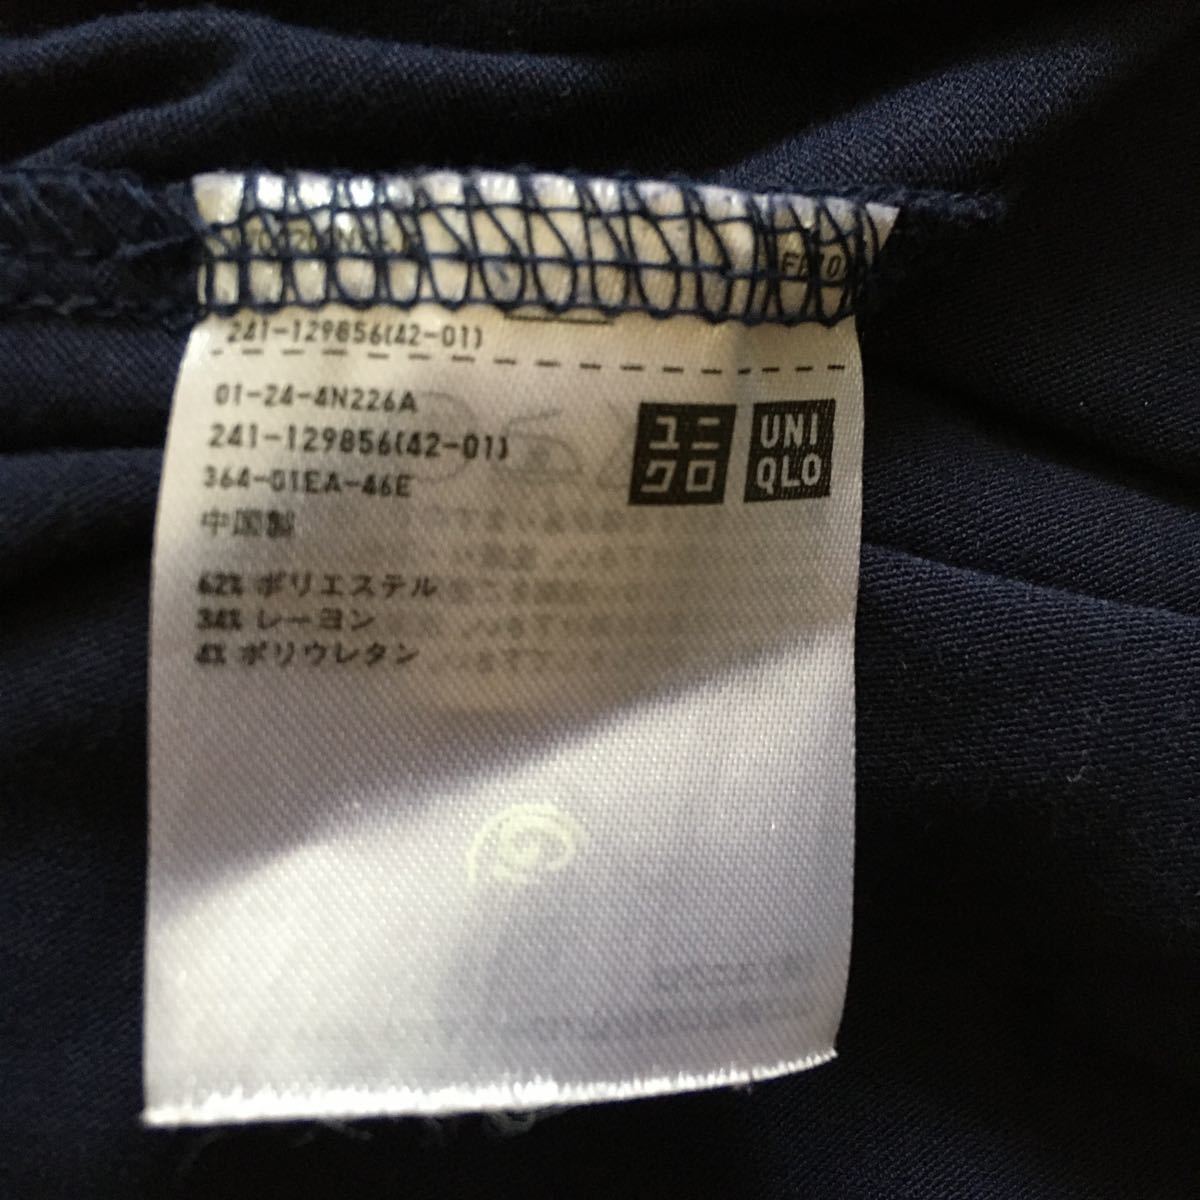 241-129856(42-01)
01-24-4N226A
241-129856(42-01)
364-01EA-46E
中国製
62% ポリエステル
34% レーヨン
4% ポリウレタン
ユニ
クロ
UNI
QLO